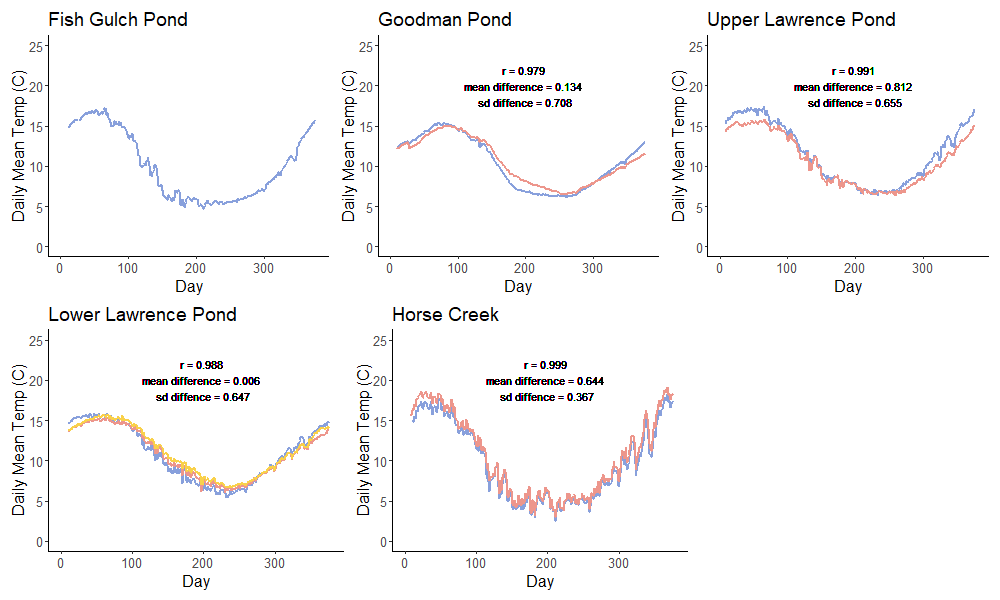 Fish Gulch Pond
Daily Mean Temp (C)
25
20
15
10
5
0
0 100 200 300
Day
Goodman Pond
r = 0.979
mean difference = 0.134
sd diffence = 0.708
Daily Mean Temp (C)
25
20
15
10
5
0
0 100 200 300
Day
Upper Lawrence Pond
r = 0.991
mean difference = 0.812
sd diffence = 0.655
Daily Mean Temp (C)
25
20
15
10
5
0
0 100 200 300
Day
Lower Lawrence Pond
r = 0.988
mean difference = 0.006
sd diffence = 0.647
Daily Mean Temp (C)
25
20
15
10
5
0
0 100 200 300
Day
Horse Creek
r = 0.999
mean difference = 0.644
sd diffence = 0.367
Daily Mean Temp (C)
25
20
15
10
5
0
0 100 200 300
Day